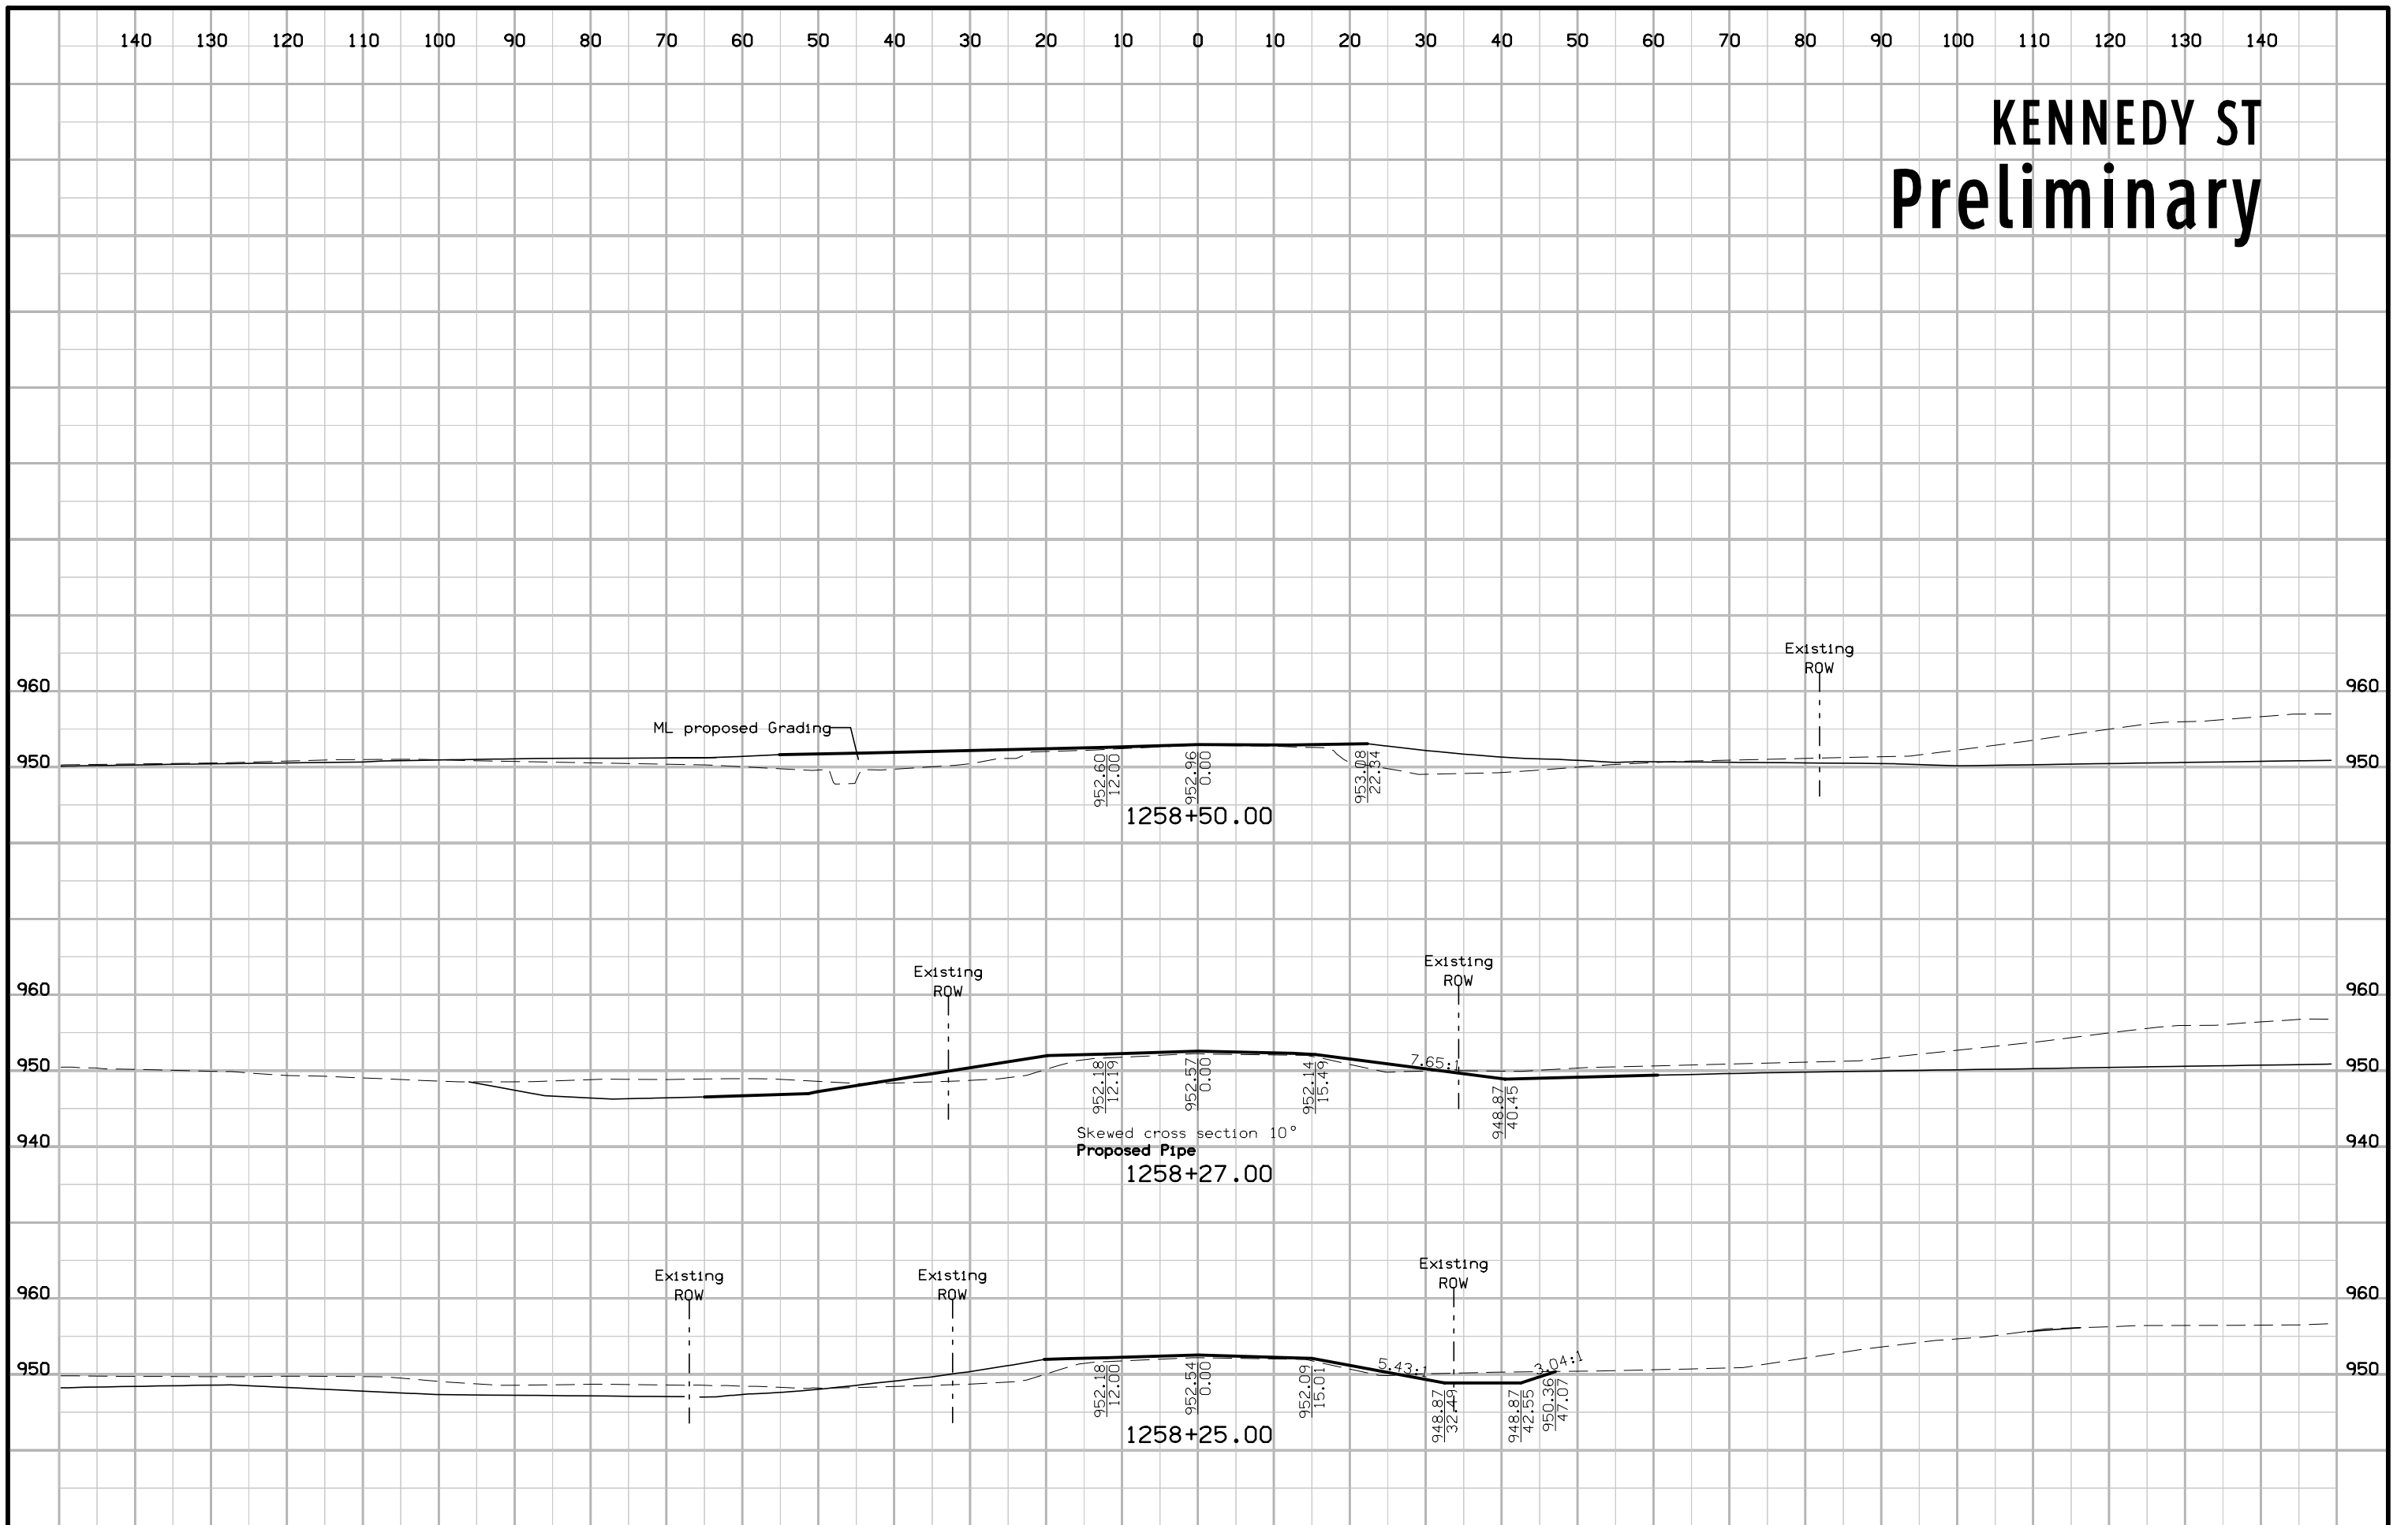 140 130 120 110 100 90 80 70 60 50 40 30 20 10 0 10 20 30 40 50 60 70 80 90 100 110 120 130 140
KENNEDY ST
Preliminary
Existing
ROW
960 960
ML proposed Grading
950 950
952.60
12.00
952.96
0.00
953.08
22.34
1258+50.00
Existing
ROW
Existing
ROW
960 960
950 950
7.65:1
952.18
12.19
952.57
0.00
952.14
15.49
948.87
40.45
940 940
Skewed cross section 10°
Proposed Pipe
1258+27.00
Existing
ROW
Existing
ROW
Existing
ROW
960 960
950 950
5.43:1
3.04:1
952.18
12.00
952.54
0.00
952.09
15.01
948.87
32.49
948.87
42.55
950.36
47.07
1258+25.00